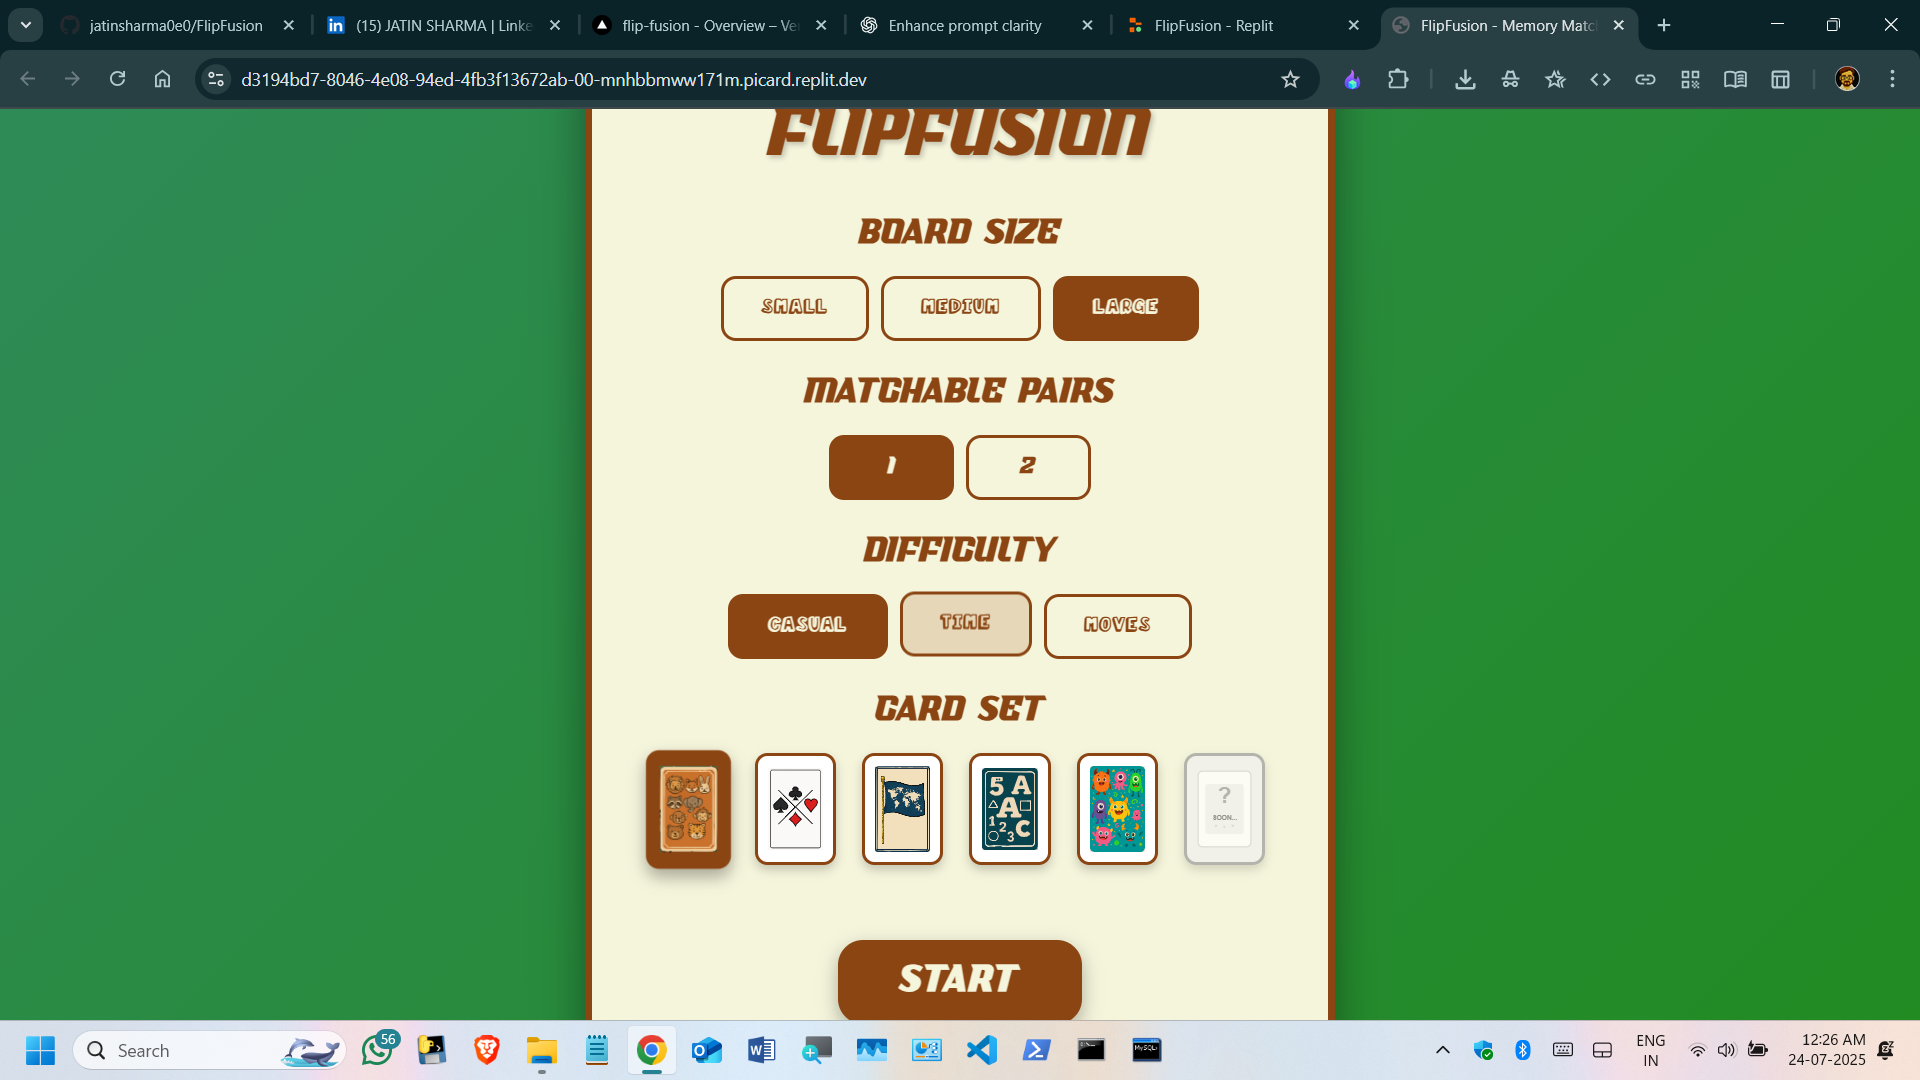 jatinsharma0e0/FlipFusion
(15) JATIN SHARMA | Linke
flip-fusion - Overview – Ve
Enhance prompt clarity
FlipFusion - Replit
FlipFusion - Memory Matc
d3194bd7-8046-4e08-94ed-4fb3f13672ab-00-mnhbbmww171m.picard.replit.dev
FLIPFUSION
BOARD SIZE
SMALL MEDIUM LARGE
MATCHABLE PAIRS
1 2
DIFFICULTY
CASUAL TIME MOVES
CARD SET
5 A
A
1 2 3 C
?
BOON...
START
Search
56
MySQL
ENG
IN
12:26 AM
24-07-2025